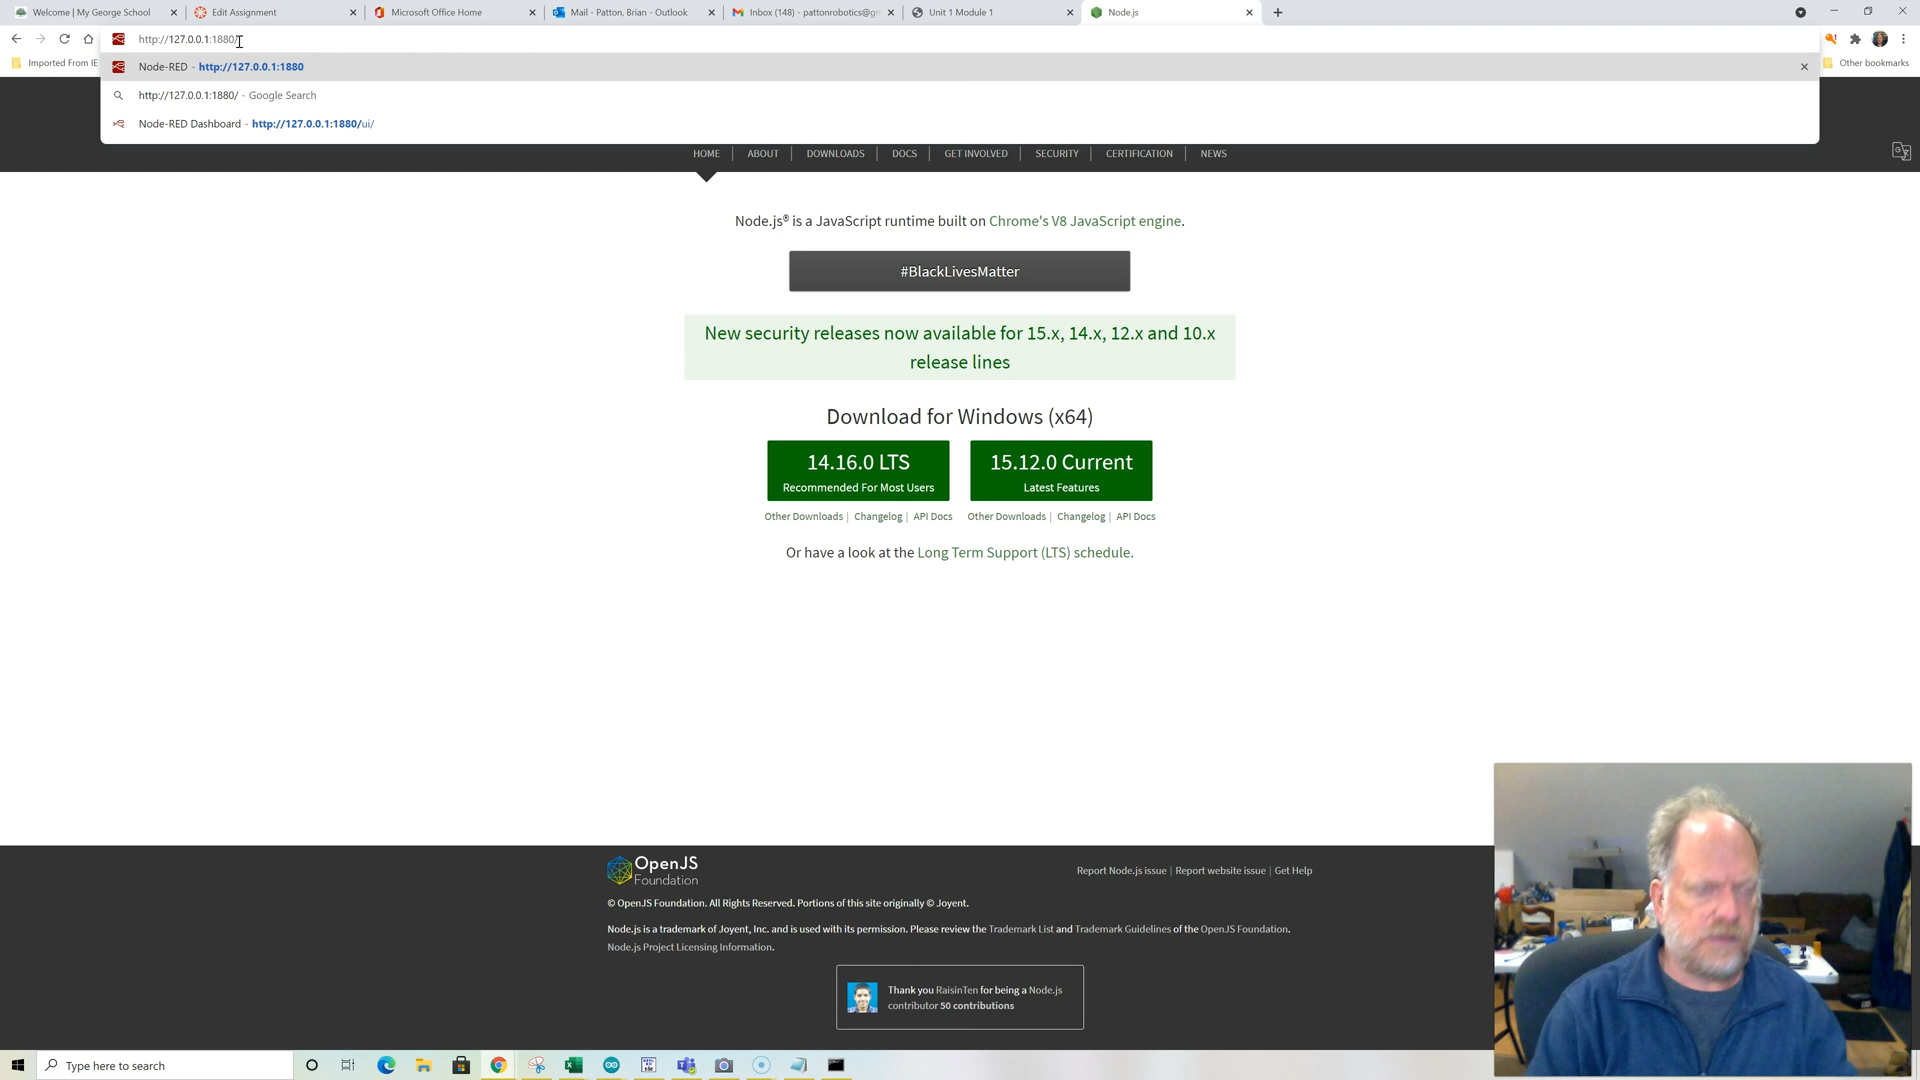 Welcome | My George School
Edit Assignment
Microsoft Office Home
Mail - Patton, Brian - Outlook
Inbox (148) - pattonrobotics@gm
Unit 1 Module 1
Node.js
http://127.0.0.1:1880/
Imported From IE
Other bookmarks
Node-RED - http://127.0.0.1:1880
http://127.0.0.1:1880/ - Google Search
Node-RED Dashboard - http://127.0.0.1:1880/ui/
HOME | ABOUT | DOWNLOADS | DOCS | GET INVOLVED | SECURITY | CERTIFICATION | NEWS
Node.js® is a JavaScript runtime built on Chrome's V8 JavaScript engine.
#BlackLivesMatter
New security releases now available for 15.x, 14.x, 12.x and 10.x
release lines
Download for Windows (x64)
14.16.0 LTS
Recommended For Most Users
15.12.0 Current
Latest Features
Other Downloads | Changelog | API Docs
Other Downloads | Changelog | API Docs
Or have a look at the Long Term Support (LTS) schedule.
OpenJS
Foundation
Report Node.js issue | Report website issue | Get Help
© OpenJS Foundation. All Rights Reserved. Portions of this site originally © Joyent.
Node.js is a trademark of Joyent, Inc. and is used with its permission. Please review the Trademark List and Trademark Guidelines of the OpenJS Foundation.
Node.js Project Licensing Information.
Thank you RaisinTen for being a Node.js
contributor 50 contributions
Type here to search